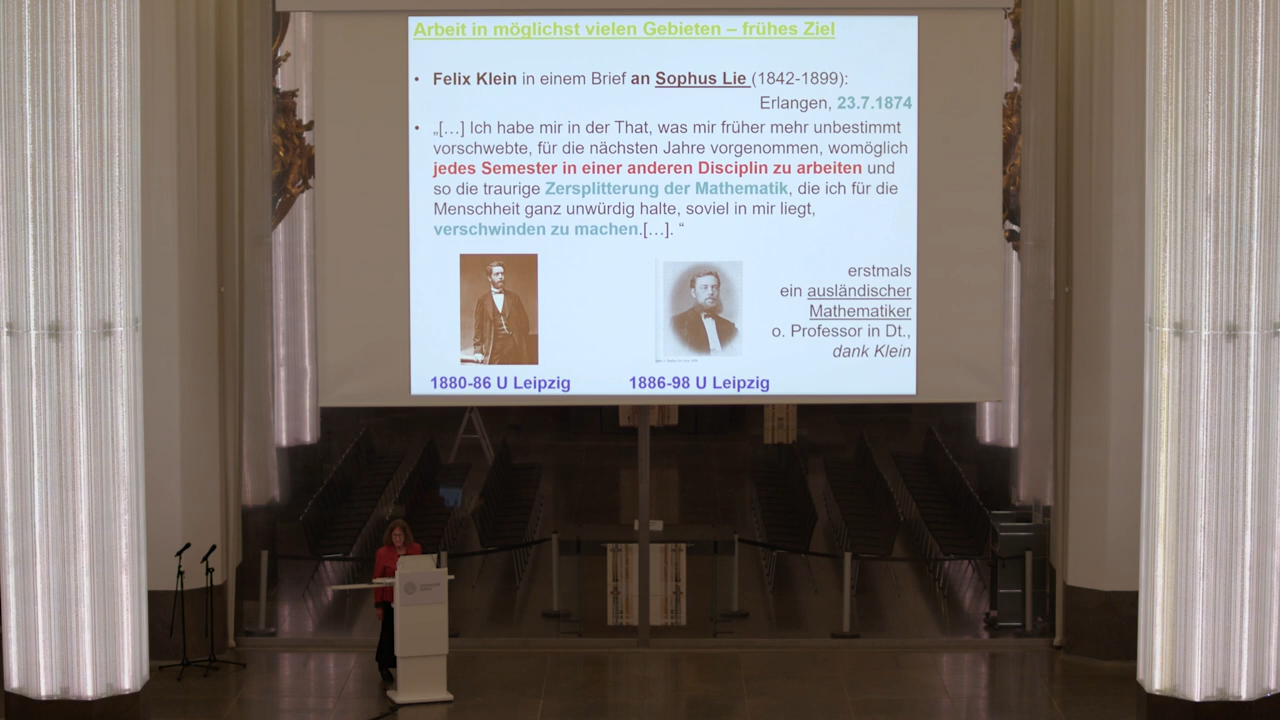 Arbeit in möglichst vielen Gebieten – frühes Ziel
• Felix Klein in einem Brief an Sophus Lie (1842-1899):
Erlangen, 23.7.1874
• „[…] Ich habe mir in der That, was mir früher mehr unbestimmt
vorschwebte, für die nächsten Jahre vorgenommen, womöglich
jedes Semester in einer anderen Disciplin zu arbeiten und
so die traurige Zersplitterung der Mathematik, die ich für die
Menschheit ganz unwürdig halte, soviel in mir liegt,
verschwinden zu machen.[…]. “
erstmals
ein ausländischer
Mathematiker
o. Professor in Dt.,
dank Klein
1880-86 U Leipzig
1886-98 U Leipzig